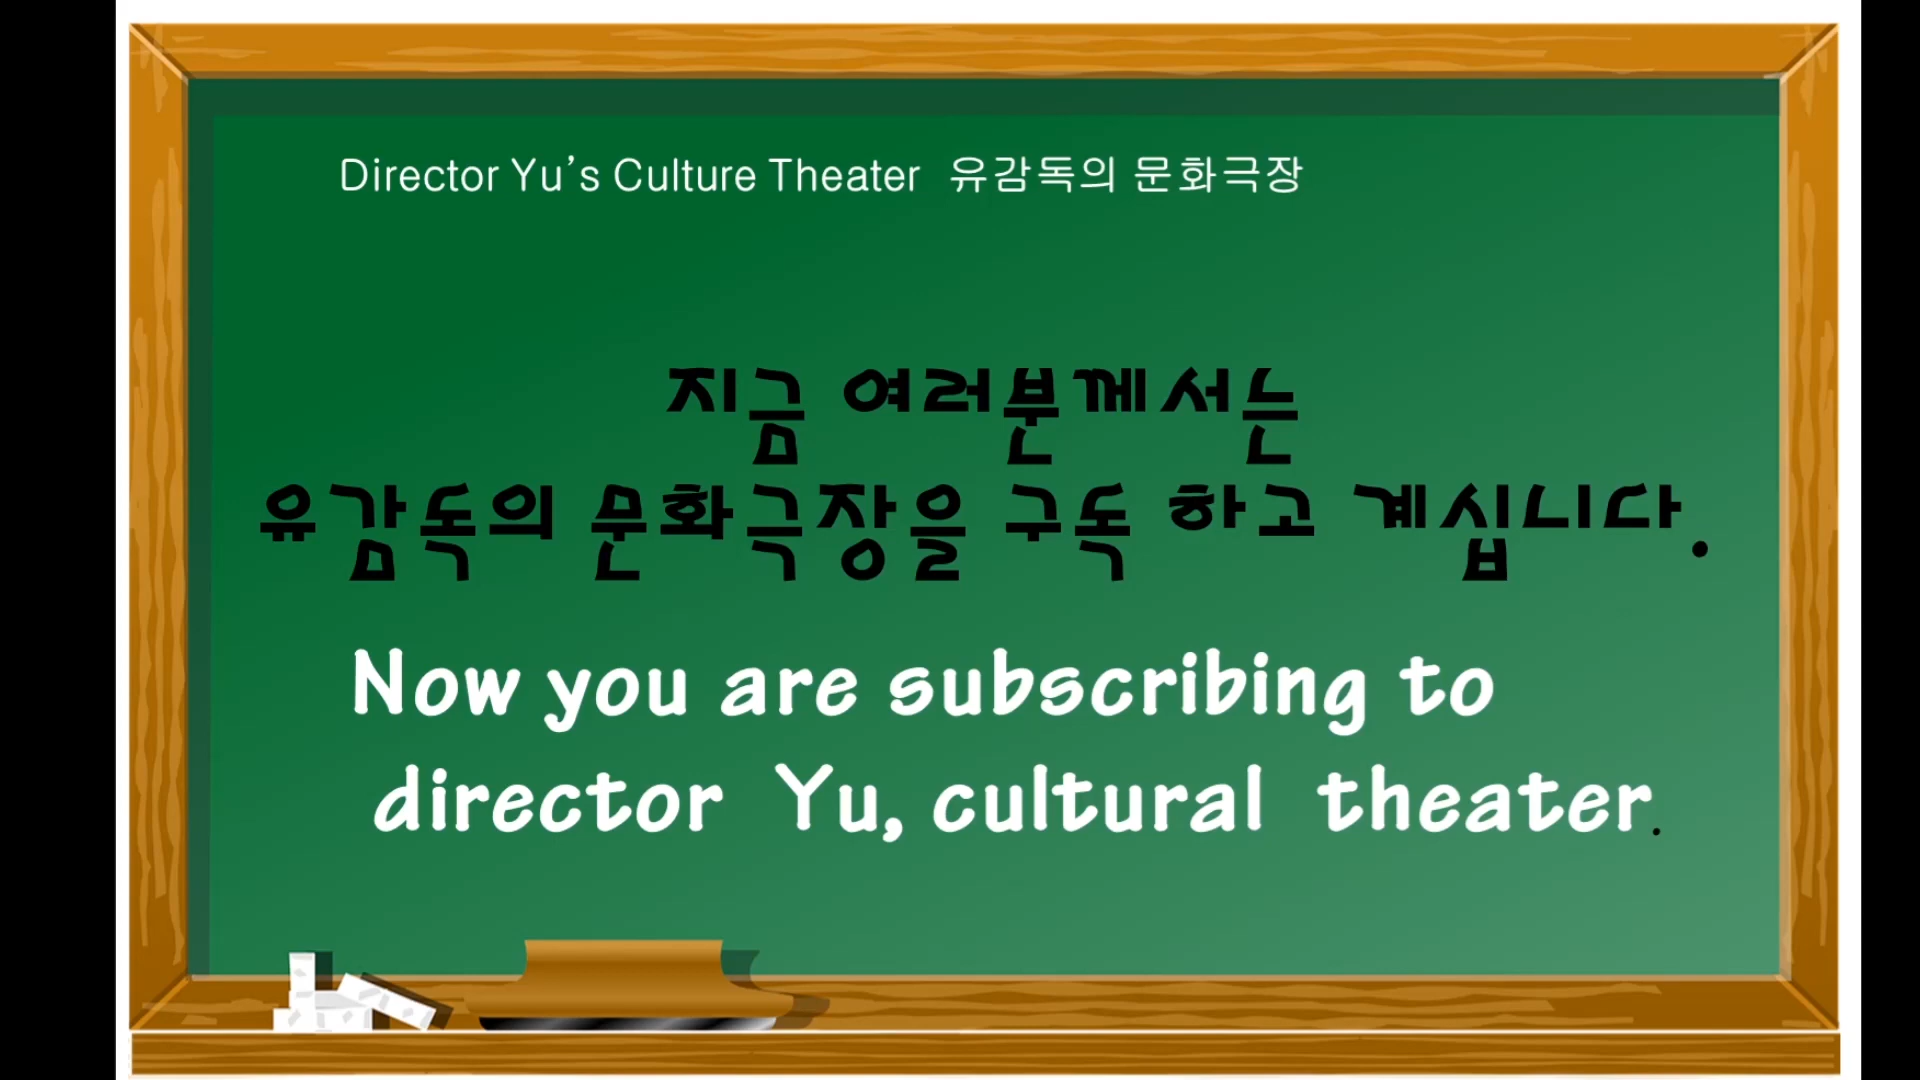 Director Yu's Culture Theater 유감독의 문화극장
지금 여러분께서는
유감독의 문화극장을 구독 하고 계십니다.
Now you are subscribing to
director Yu, cultural theater.